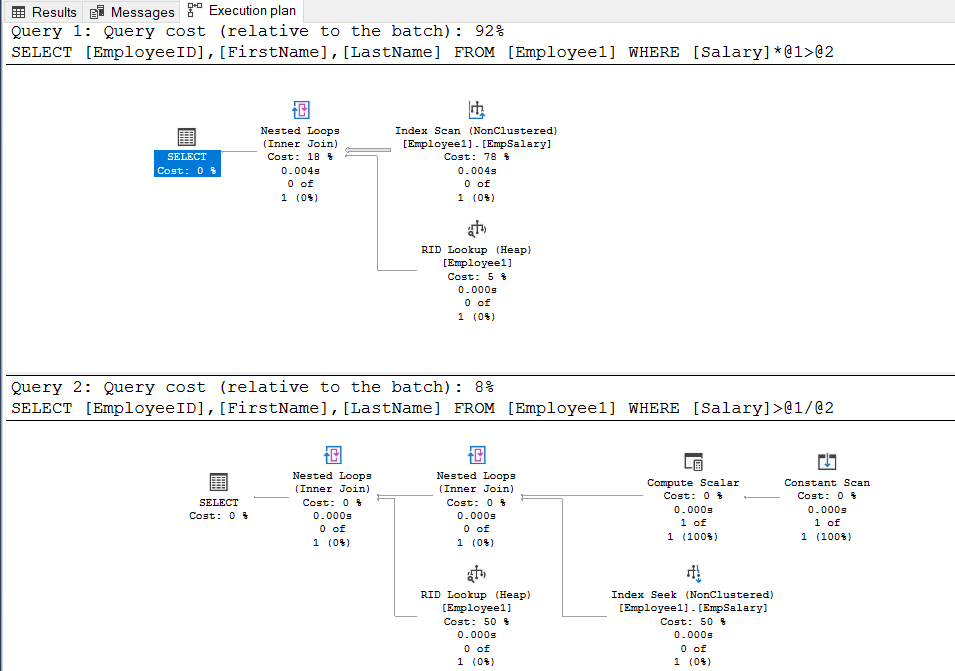 Results Messages Execution plan
Query 1: Query cost (relative to the batch): 92%
SELECT [EmployeeID],[FirstName],[LastName] FROM [Employee1] WHERE [Salary]*@1>@2
SELECT
Cost: 0 %
Nested Loops
(Inner Join)
Cost: 18 %
0.004s
0 of
1 (0%)
Index Scan (NonClustered)
[Employee1].[EmpSalary]
Cost: 78 %
0.004s
0 of
1 (0%)
RID Lookup (Heap)
[Employee1]
Cost: 5 %
0.000s
0 of
1 (0%)
Query 2: Query cost (relative to the batch): 8%
SELECT [EmployeeID],[FirstName],[LastName] FROM [Employee1] WHERE [Salary]>@1/@2
SELECT
Cost: 0 %
Nested Loops
(Inner Join)
Cost: 0 %
0.000s
0 of
1 (0%)
Nested Loops
(Inner Join)
Cost: 0 %
0.000s
0 of
1 (0%)
Compute Scalar
Cost: 0 %
0.000s
1 of
1 (100%)
Constant Scan
Cost: 0 %
0.000s
1 of
1 (100%)
RID Lookup (Heap)
[Employee1]
Cost: 50 %
0.000s
0 of
1 (0%)
Index Seek (NonClustered)
[Employee1].[EmpSalary]
Cost: 50 %
0.000s
0 of
1 (0%)